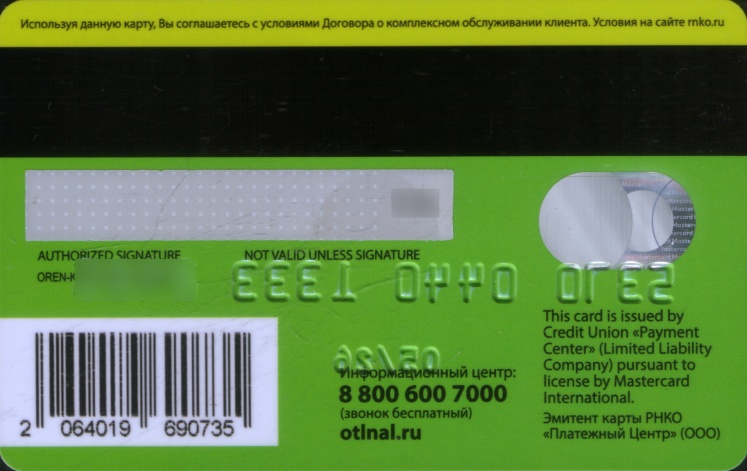 Используя данную карту, Вы соглашаетесь с условиями Договора о комплексном обслуживании клиента. Условия на сайте rnko.ru
AUTHORIZED SIGNATURE NOT VALID UNLESS SIGNATURE
This card is issued by
Credit Union «Payment
Center» (Limited Liability
Company) pursuant to
license by Mastercard
International.
Эмитент карты РНКО
«Платежный Центр» (ООО)
Информационный центр:
8 800 600 7000
(звонок бесплатный)
otlnal.ru
2 064019 690735